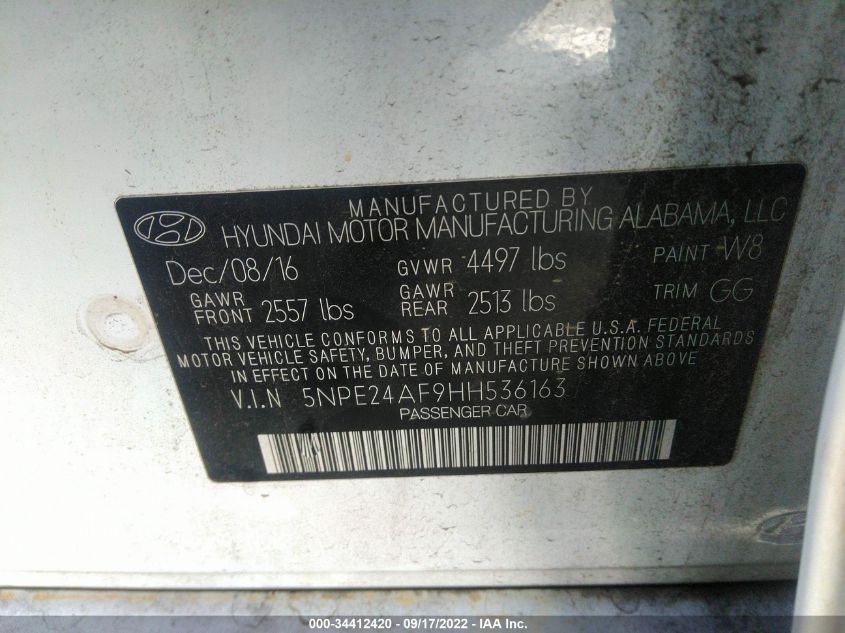 MANUFACTURED BY
HYUNDAI MOTOR MANUFACTURING ALABAMA, LLC
Dec/08/16 GVWR 4497 lbs PAINT W8
GAWR FRONT 2557 lbs GAWR REAR 2513 lbs TRIM GG
THIS VEHICLE CONFORMS TO ALL APPLICABLE U.S.A. FEDERAL
MOTOR VEHICLE SAFETY, BUMPER, AND THEFT PREVENTION STANDARDS
IN EFFECT ON THE DATE OF MANUFACTURE SHOWN ABOVE
V.I.N 5NPE24AF9HH536163
PASSENGER CAR
000-34412420 - 09/17/2022 - IAA Inc.